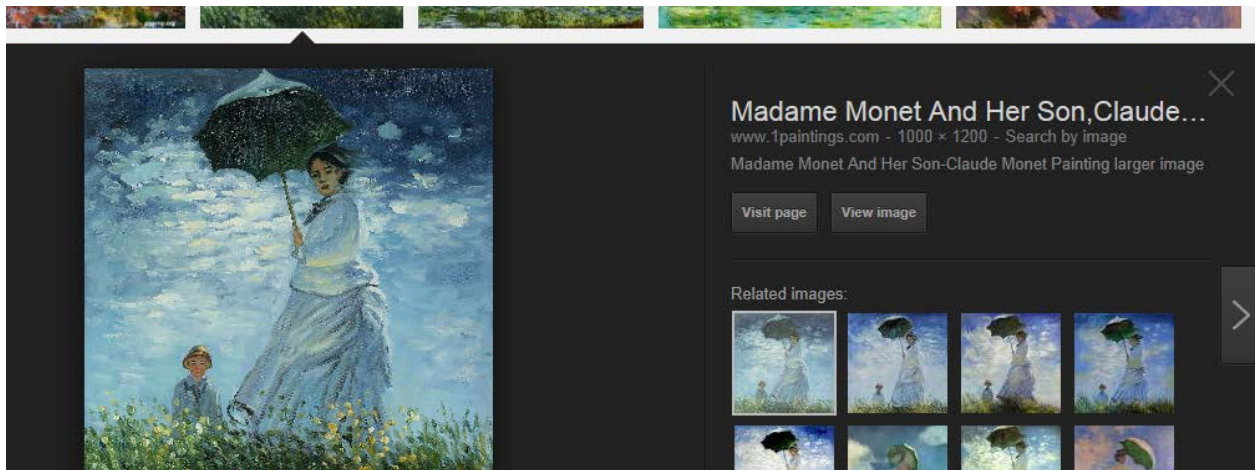 Madame Monet And Her Son,Claude...
www.1paintings.com - 1000 × 1200 - Search by image
Madame Monet And Her Son-Claude Monet Painting larger image
Visit page
View image
Related images: